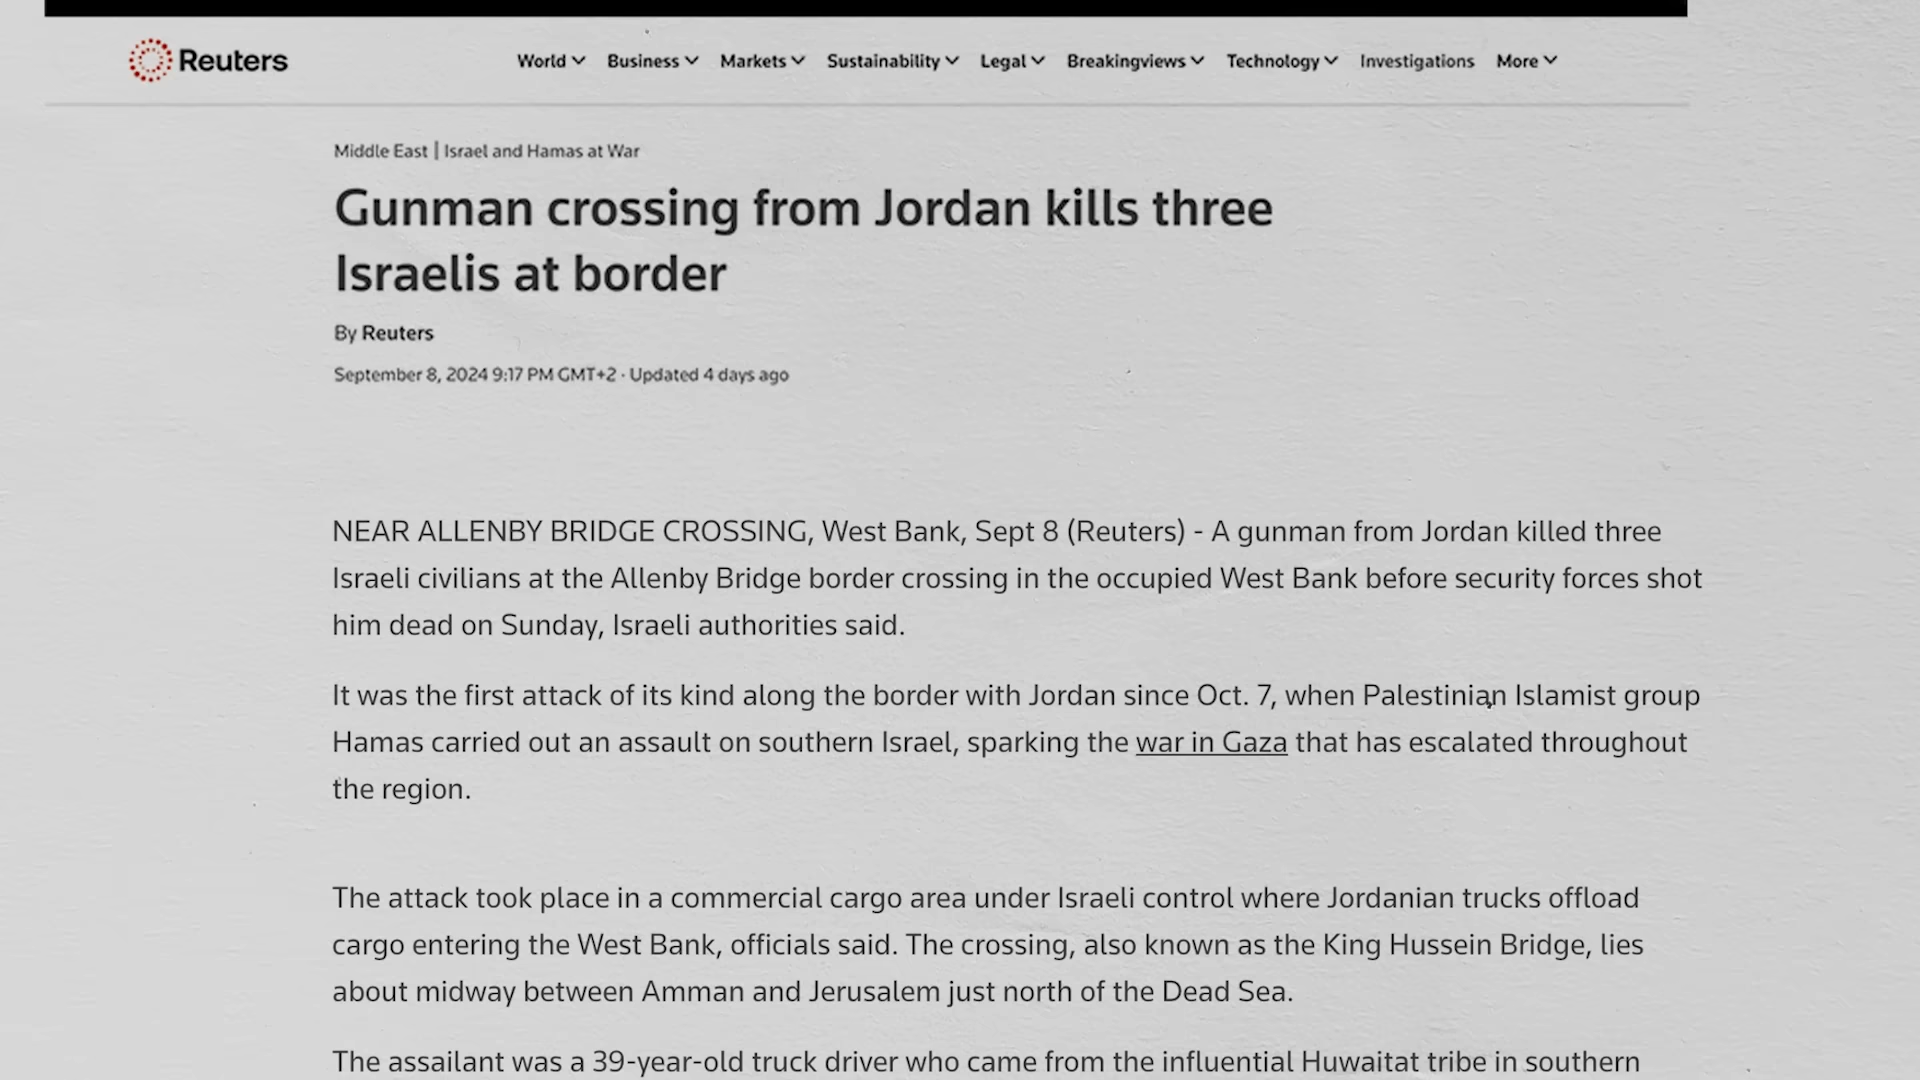 Reuters
World Business Markets Sustainability Legal Breakingviews Technology Investigations More
Middle East | Israel and Hamas at War
Gunman crossing from Jordan kills three
Israelis at border
By Reuters
September 8, 2024 9:17 PM GMT+2 · Updated 4 days ago
NEAR ALLENBY BRIDGE CROSSING, West Bank, Sept 8 (Reuters) - A gunman from Jordan killed three
Israeli civilians at the Allenby Bridge border crossing in the occupied West Bank before security forces shot
him dead on Sunday, Israeli authorities said.
It was the first attack of its kind along the border with Jordan since Oct. 7, when Palestinian Islamist group
Hamas carried out an assault on southern Israel, sparking the war in Gaza that has escalated throughout
the region.
The attack took place in a commercial cargo area under Israeli control where Jordanian trucks offload
cargo entering the West Bank, officials said. The crossing, also known as the King Hussein Bridge, lies
about midway between Amman and Jerusalem just north of the Dead Sea.
The assailant was a 39-year-old truck driver who came from the influential Huwaitat tribe in southern